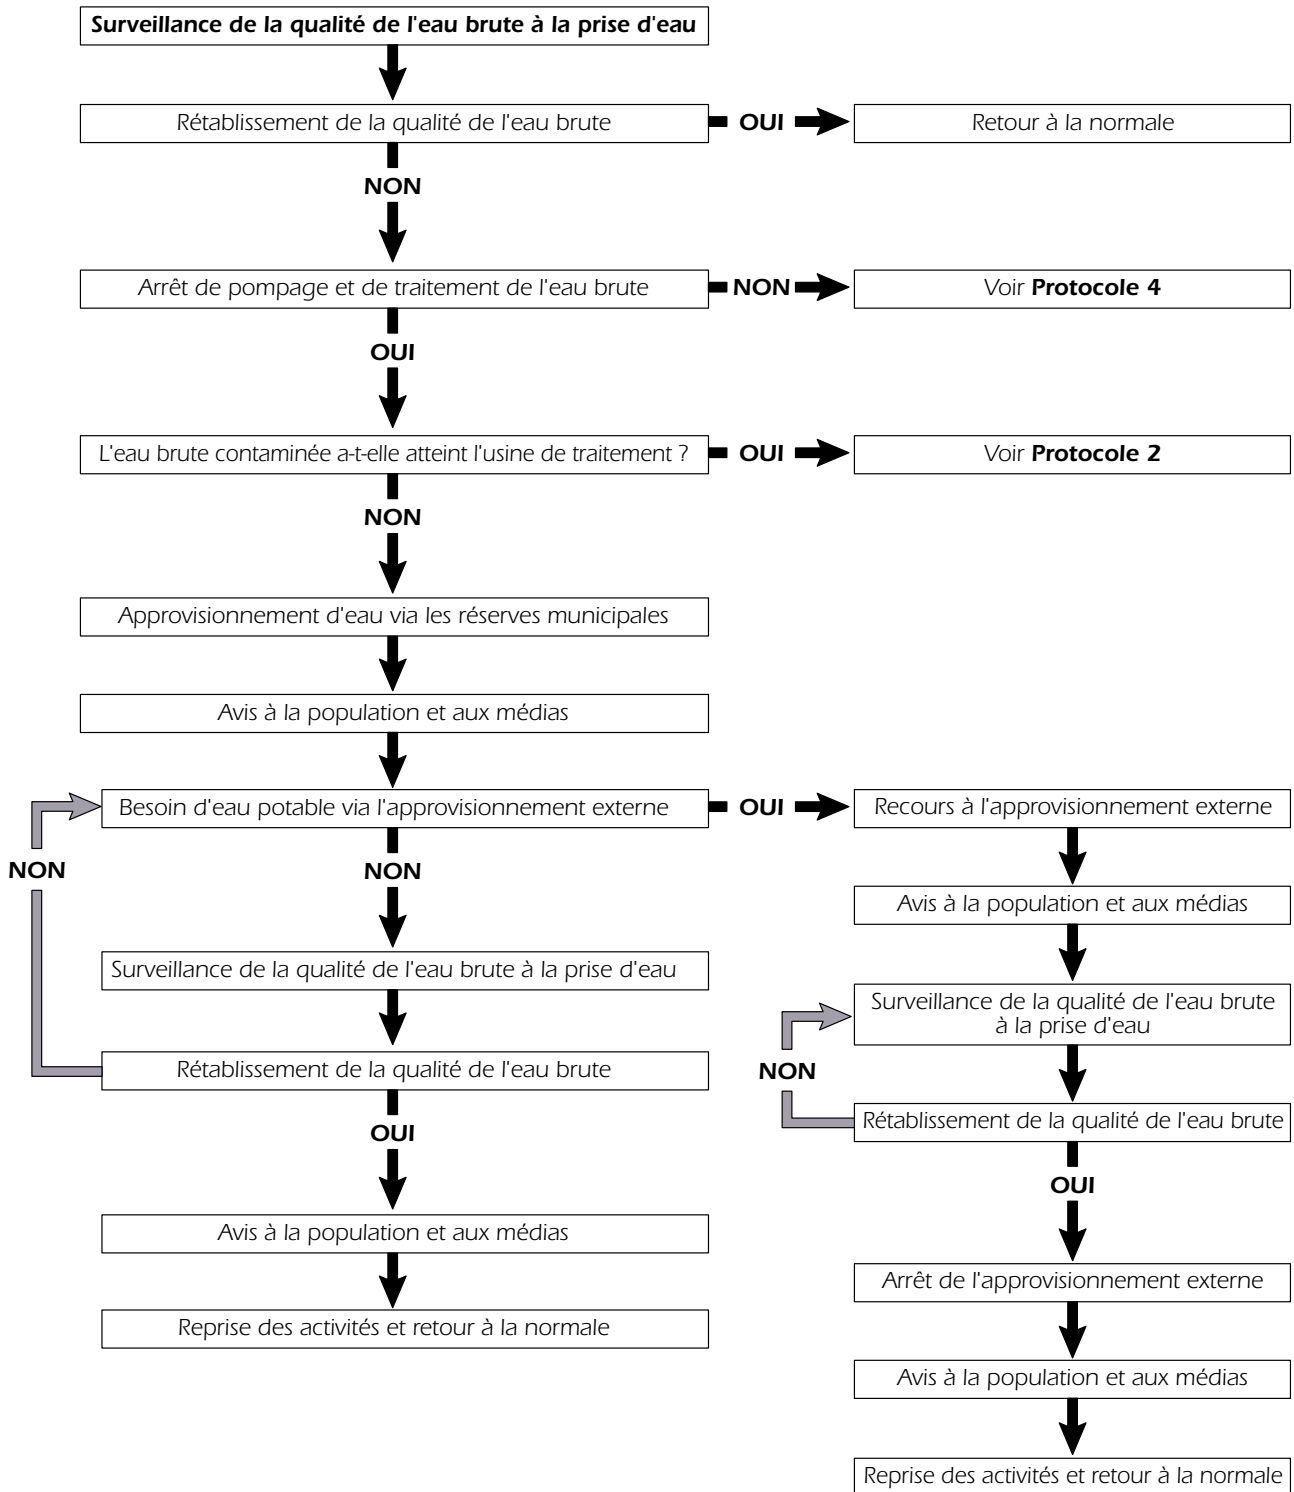 Surveillance de la qualité de l'eau brute à la prise d'eau
Rétablissement de la qualité de l'eau brute
OUI
Retour à la normale
NON
Arrêt de pompage et de traitement de l'eau brute
NON
Voir Protocole 4
OUI
L'eau brute contaminée a-t-elle atteint l'usine de traitement ?
OUI
Voir Protocole 2
NON
Approvisionnement d'eau via les réserves municipales
Avis à la population et aux médias
Besoin d'eau potable via l'approvisionnement externe
OUI
Recours à l'approvisionnement externe
NON
NON
Avis à la population et aux médias
Surveillance de la qualité de l'eau brute à la prise d'eau
Surveillance de la qualité de l'eau brute
à la prise d'eau
Rétablissement de la qualité de l'eau brute
NON
Rétablissement de la qualité de l'eau brute
OUI
OUI
Avis à la population et aux médias
Arrêt de l'approvisionnement externe
Reprise des activités et retour à la normale
Avis à la population et aux médias
Reprise des activités et retour à la normale